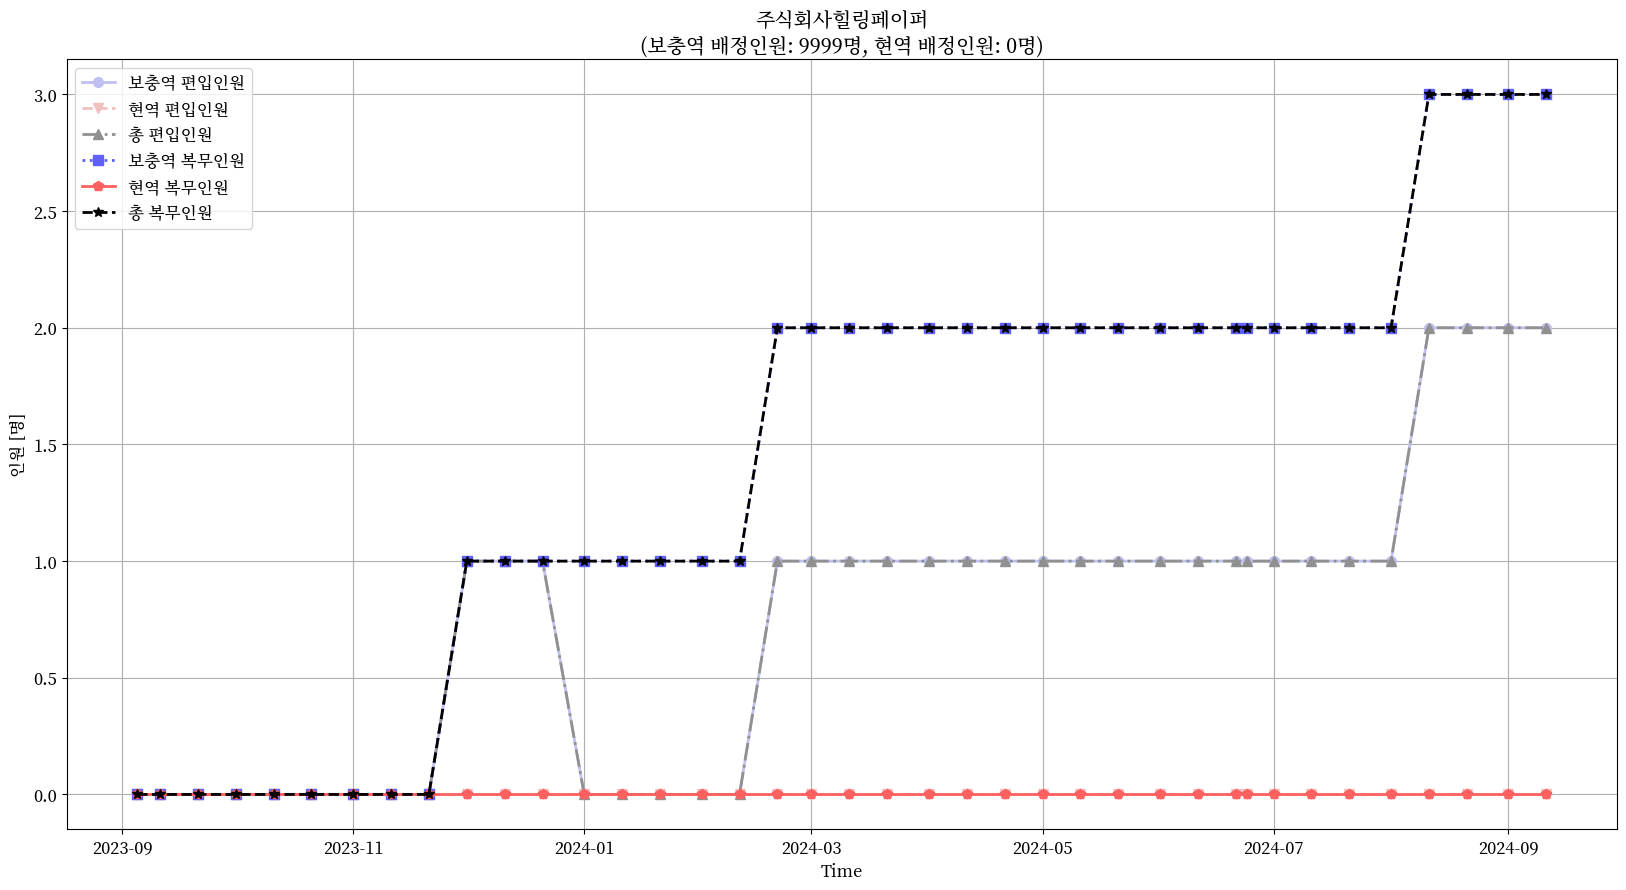 주식회사힐링페이퍼
(보충역 배정인원: 9999명, 현역 배정인원: 0명)
보충역 편입인원
현역 편입인원
총 편입인원
보충역 복무인원
현역 복무인원
총 복무인원
인원 [명]
3.0
2.5
2.0
1.5
1.0
0.5
0.0
2023-09
2023-11
2024-01
2024-03
2024-05
2024-07
2024-09
Time